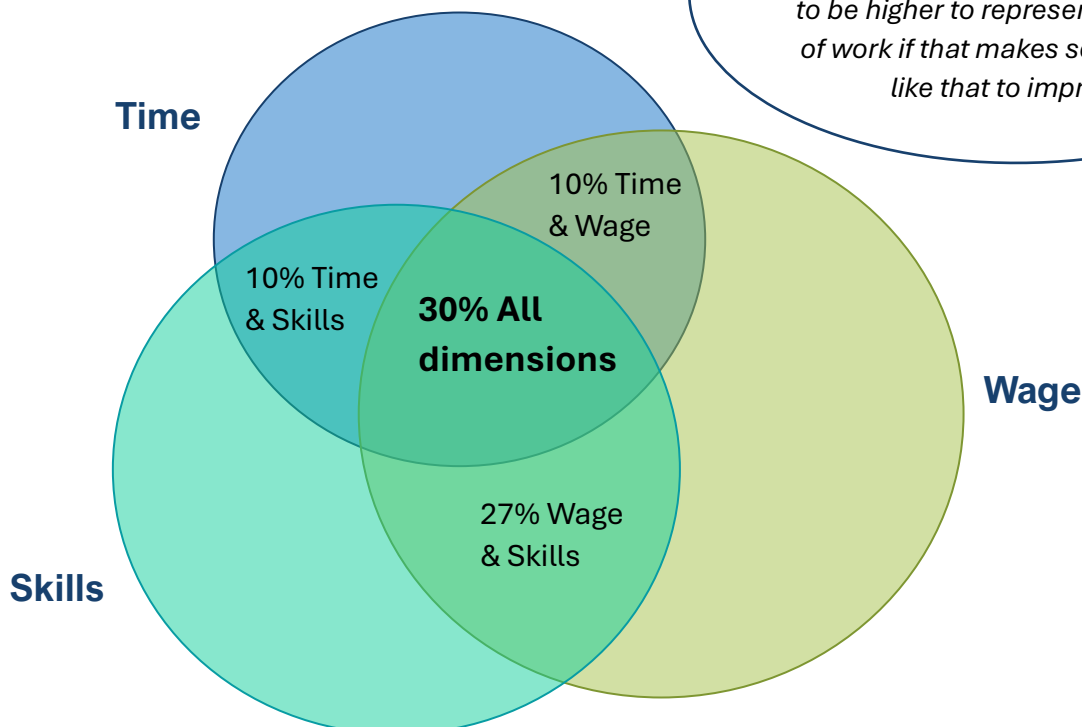 to be higher to represen
of work if that makes s
like that to impr
Time
10% Time
& Wage
10% Time
& Skills
30% All
dimensions
Wage
27% Wage
& Skills
Skills